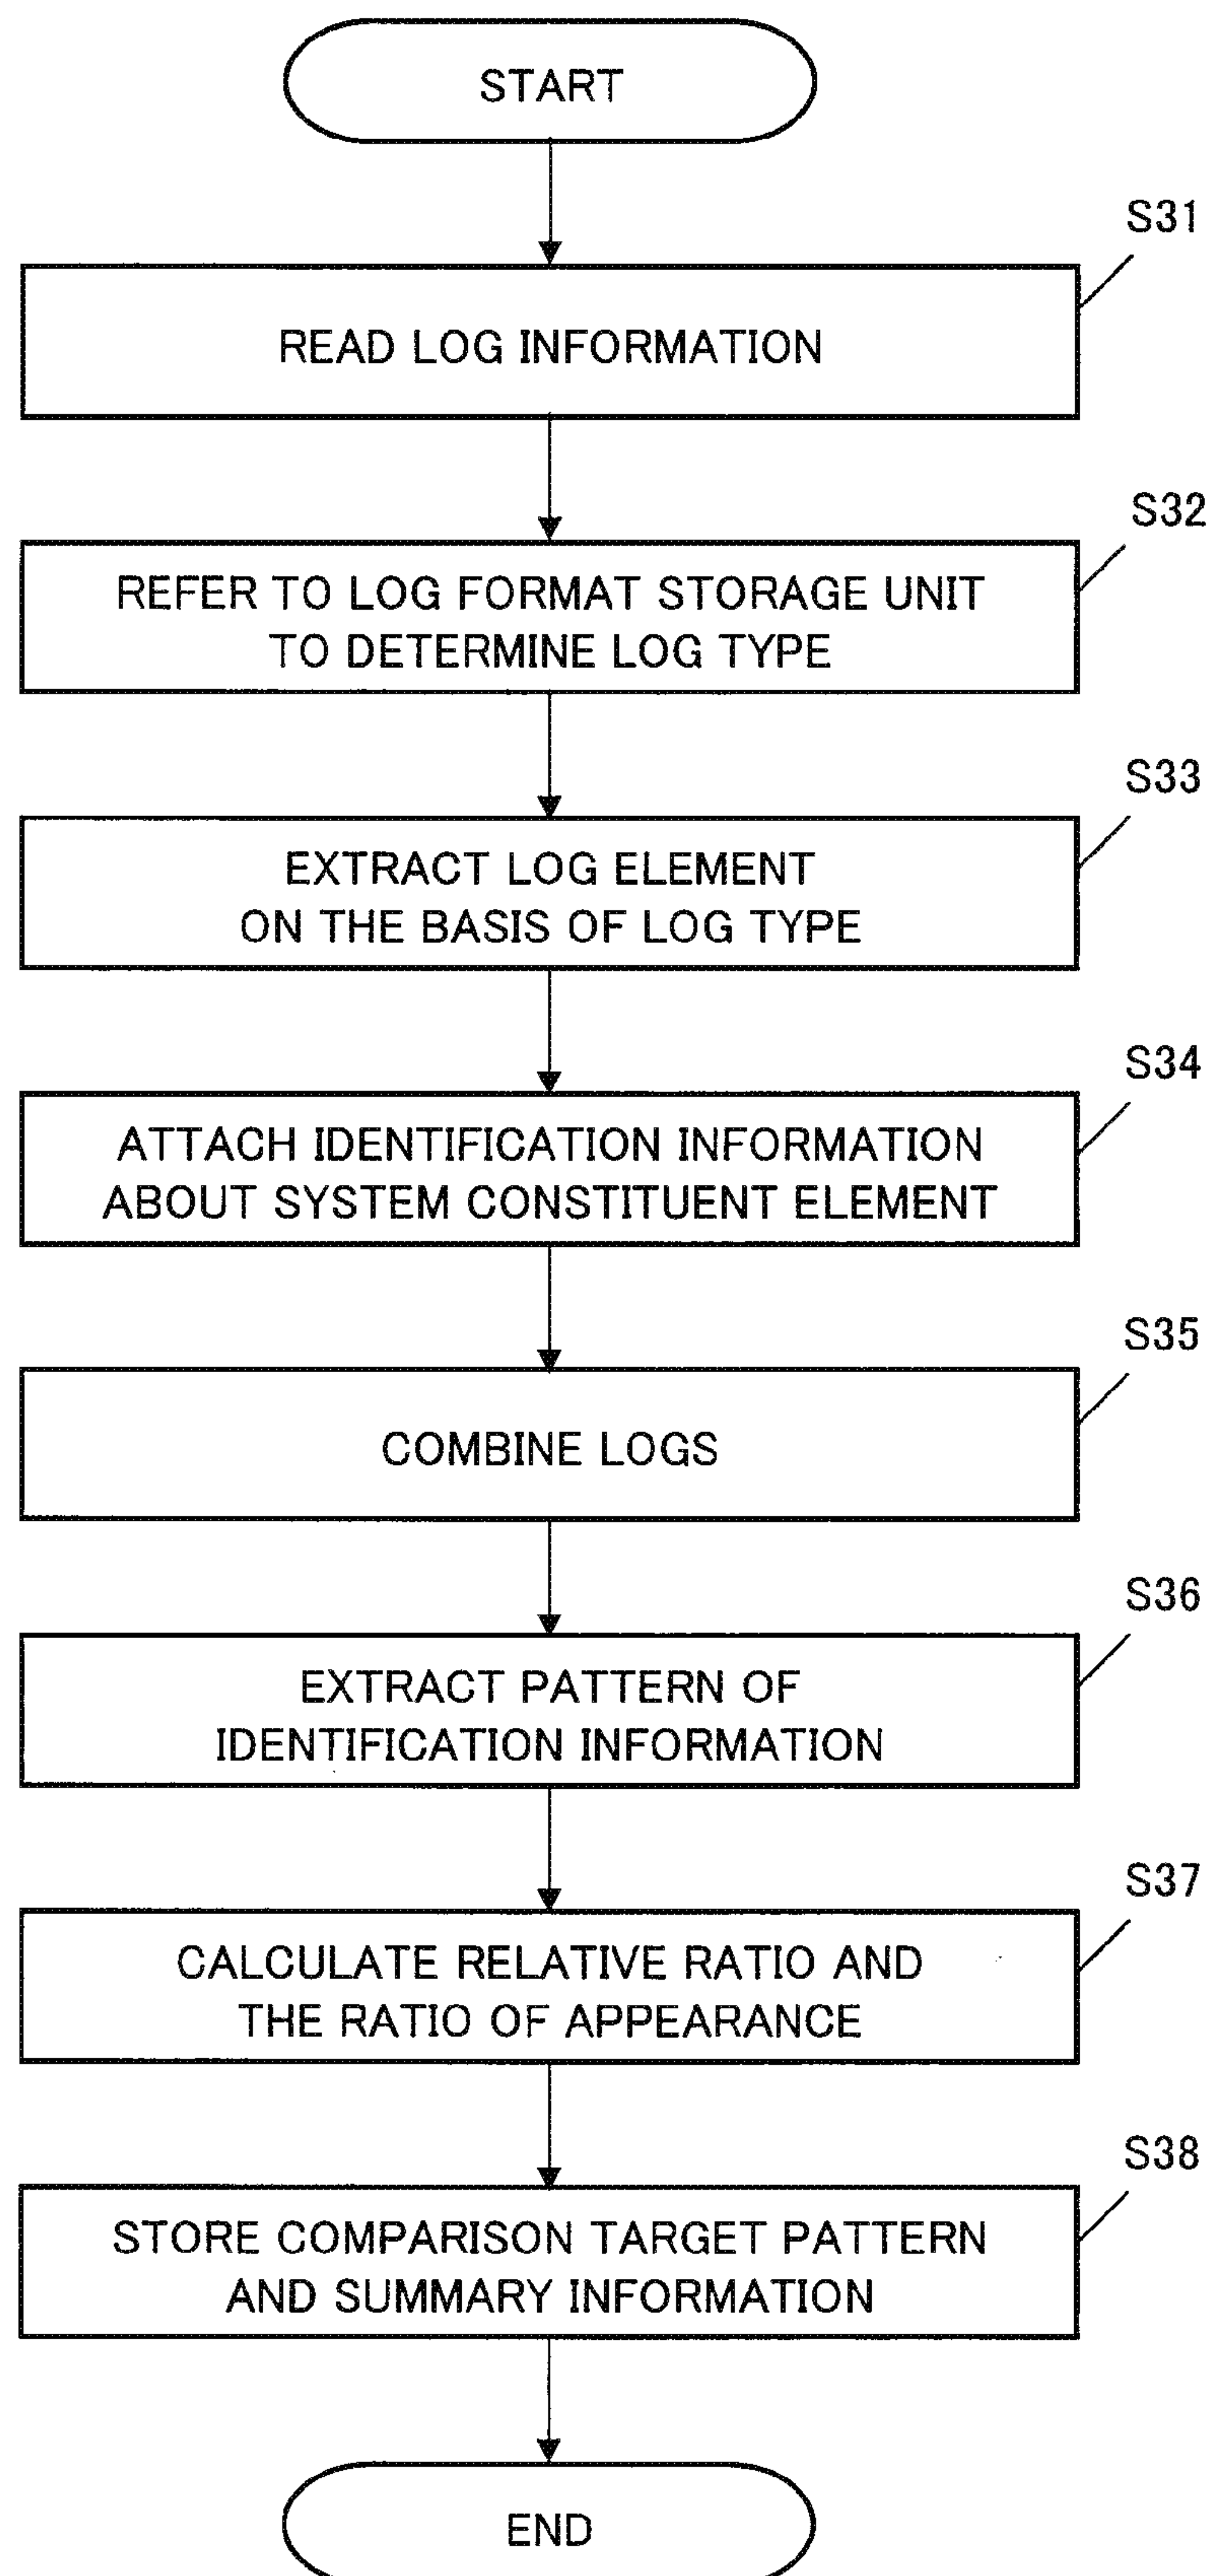 START
S31
READ LOG INFORMATION
S32
REFER TO LOG FORMAT STORAGE UNIT
TO DETERMINE LOG TYPE
S33
EXTRACT LOG ELEMENT
ON THE BASIS OF LOG TYPE
S34
ATTACH IDENTIFICATION INFORMATION
ABOUT SYSTEM CONSTITUENT ELEMENT
S35
COMBINE LOGS
S36
EXTRACT PATTERN OF
IDENTIFICATION INFORMATION
S37
CALCULATE RELATIVE RATIO AND
THE RATIO OF APPEARANCE
S38
STORE COMPARISON TARGET PATTERN
AND SUMMARY INFORMATION
END